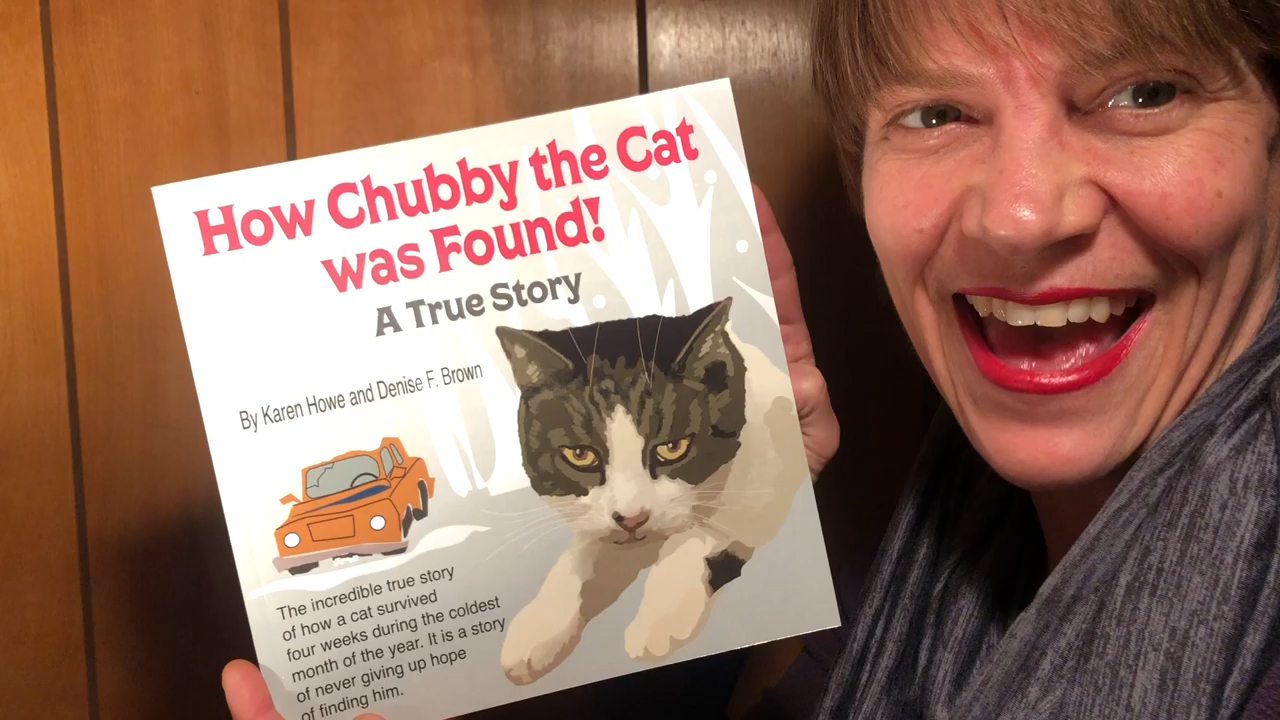 How Chubby the Cat
was Found!
A True Story
By Karen Howe and Denise F. Brown
The incredible true story
of how a cat survived
four weeks during the coldest
month of the year. It is a story
of never giving up hope
of finding him.